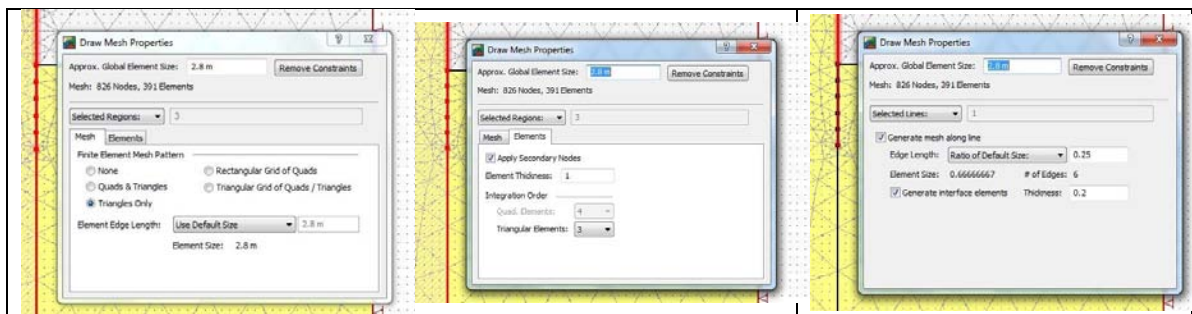 Draw Mesh Properties
Approx. Global Element Size: 2.8 m Remove Constraints
Mesh: 826 Nodes, 391 Elements
Selected Regions: 3
Mesh Elements
Finite Element Mesh Pattern
None Rectangular Grid of Quads
Quads & Triangles Triangular Grid of Quads / Triangles
Triangles Only
Element Edge Length: Use Default Size 2.8 m
Element Size: 2.8 m
Draw Mesh Properties
Approx. Global Element Size: 2.8 m Remove Constraints
Mesh: 826 Nodes, 391 Elements
Selected Regions: 3
Mesh Elements
Apply Secondary Nodes
Element Thickness: 1
Integration Order
Quad. Elements: 4
Triangular Elements: 3
Draw Mesh Properties
Approx. Global Element Size: 2.8 m Remove Constraints
Mesh: 826 Nodes, 391 Elements
Selected Lines: 1
Generate mesh along line
Edge Length: Ratio of Default Size: 0.25
Element Size: 0.66666667 # of Edges: 6
Generate interface elements Thickness: 0.2